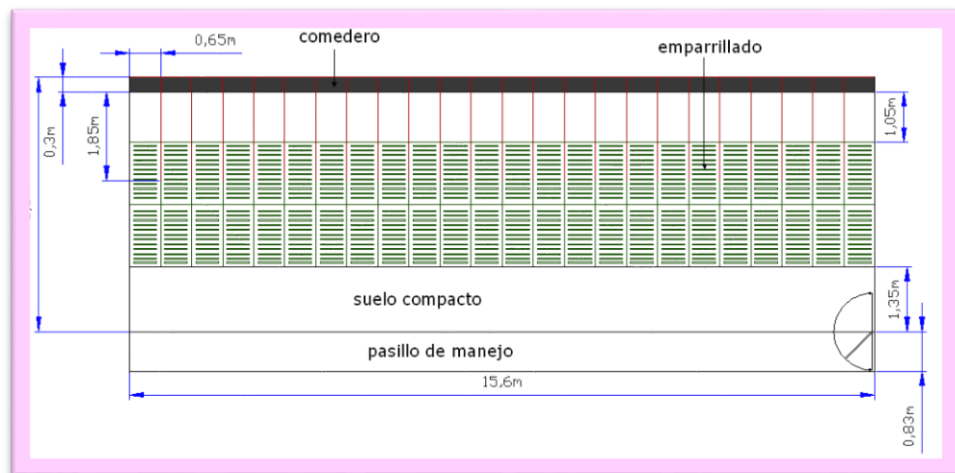 comedero
emparrillado
0,65m
0,3m
1,85m
1,05m
suelo compacto
1,35m
pasillo de manejo
15,6m
0,83m